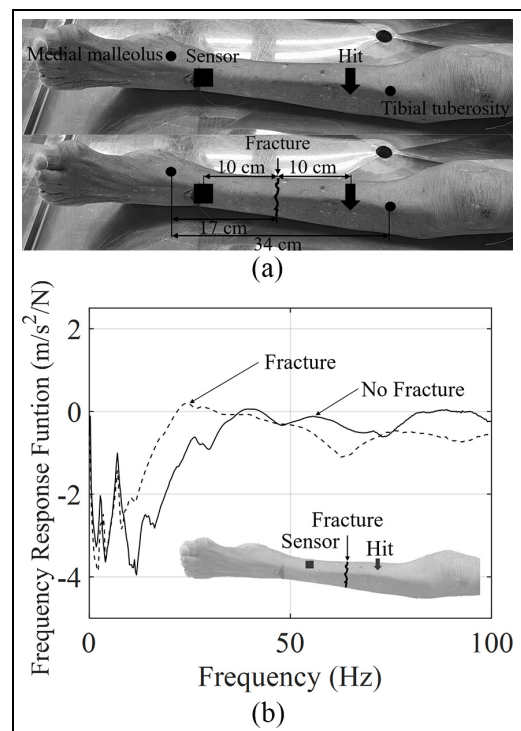 Medial malleolus
Sensor
Hit
Tibial tuberosity
Fracture
10 cm
10 cm
17 cm
34 cm
(a)
Frequency Response Funtion (m/s²/N)
2
0
-2
-4
Fracture
No Fracture
Fracture
Sensor
Hit
0
50
100
Frequency (Hz)
(b)